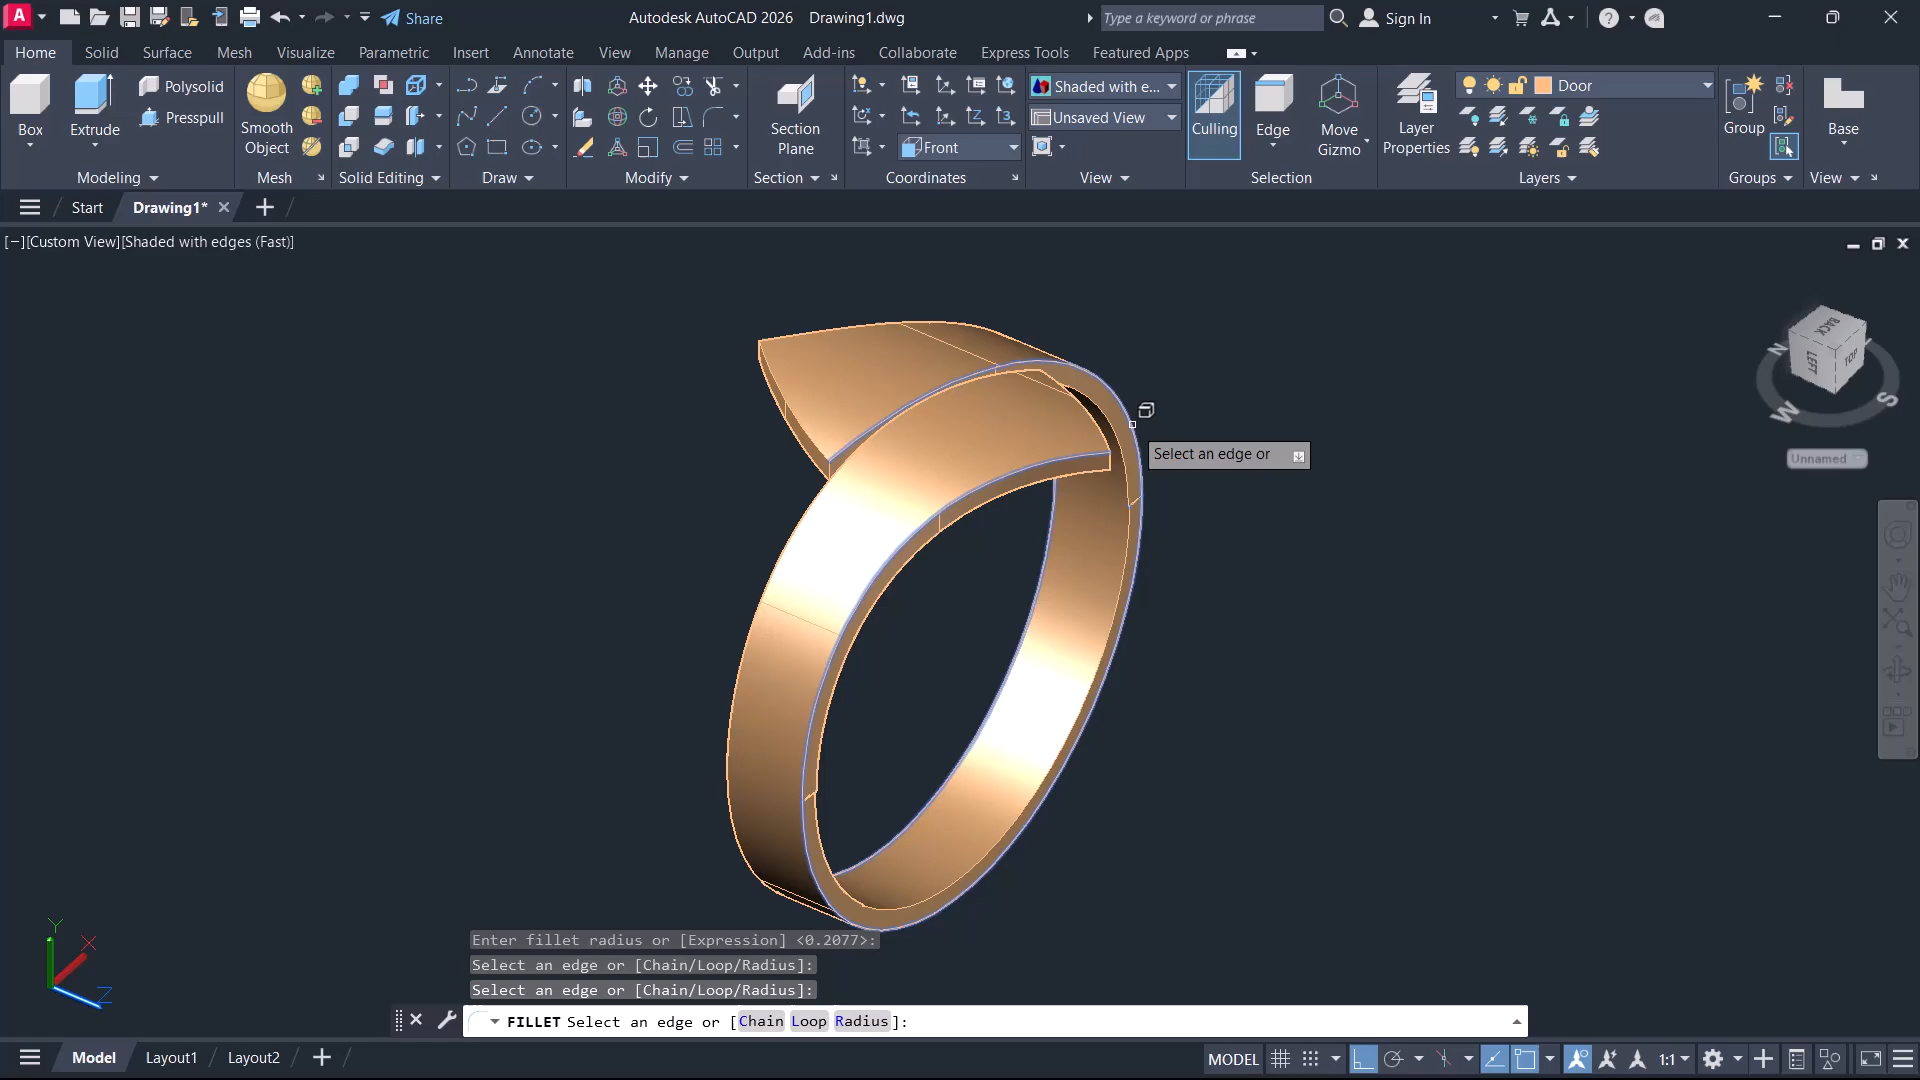 A Share Autodesk AutoCAD 2026 Drawing1.dwg Type a keyword or phrase Sign In
Home Solid Surface Mesh Visualize Parametric Insert Annotate View Manage Output Add-ins Collaborate Express Tools Featured Apps
Box
Extrude
Polysolid
Presspull
Smooth
Object
Section
Plane
Front
Shaded with e...
Unsaved View
Culling
Edge
Move
Gizmo
Layer
Properties
Door
Group
Base
Modeling Mesh Solid Editing Draw Modify Section Coordinates View Selection Layers Groups View
Start Drawing1*
[−][Custom View][Shaded with edges (Fast)]
BACK
LEFT
TOP
N
W
S
Unnamed
Select an edge or
Y
X
Z
Enter fillet radius or [Expression] <0.2077>:
Select an edge or [Chain/Loop/Radius]:
Select an edge or [Chain/Loop/Radius]:
FILLET Select an edge or [Chain Loop Radius]:
Model Layout1 Layout2 MODEL 1:1